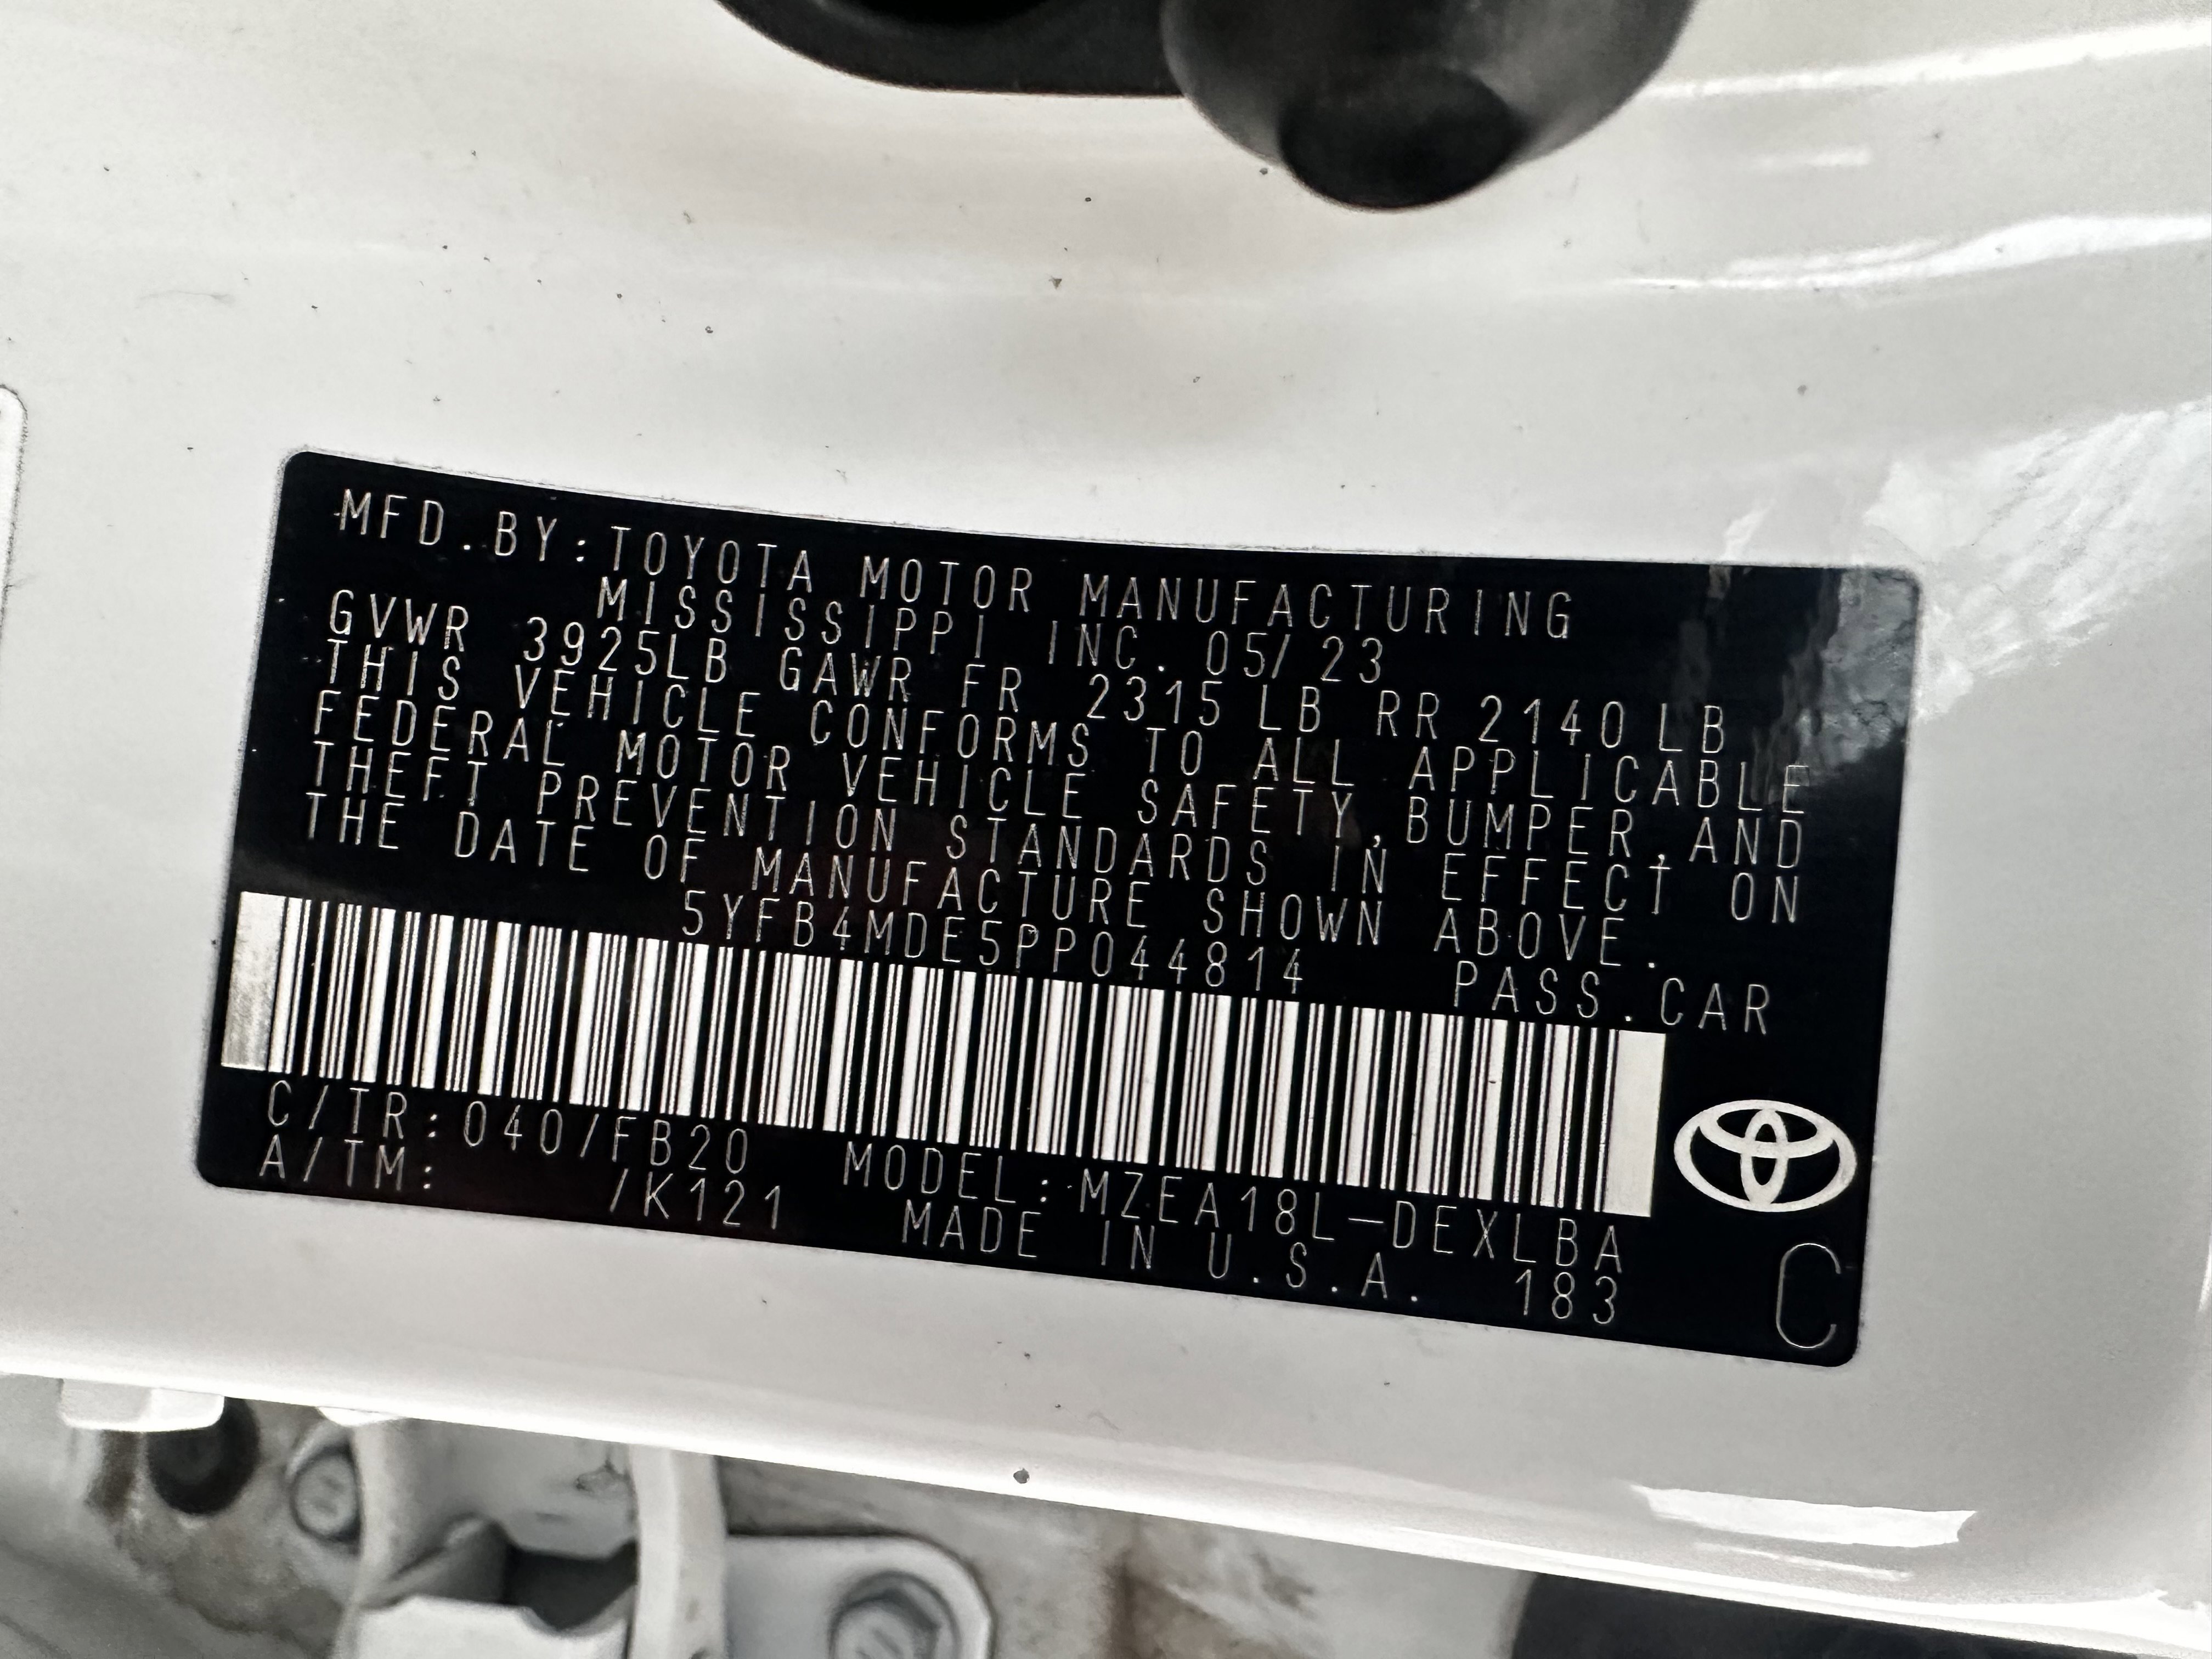 MFD.BY:TOYOTA MOTOR MANUFACTURING
MISSISSIPPI INC. 05/23
GVWR 3925LB GAWR FR 2315LB RR 2140LB
THIS VEHICLE CONFORMS TO ALL APPLICABLE
FEDERAL MOTOR VEHICLE SAFETY,BUMPER,AND
THEFT PREVENTION STANDARDS IN EFFECT ON
THE DATE OF MANUFACTURE SHOWN ABOVE.
5YFB4MDE5PP044814 PASS.CAR
C/TR:040/FB20 MODEL:MZEA18L-DEXLBA
A/TM: /K121 MADE IN U.S.A. 183
C